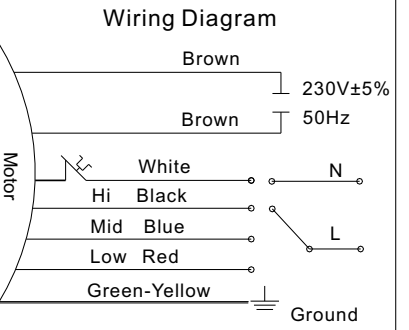 Wiring Diagram
Brown
230V±5%
Brown
50Hz
Motor
White
N
Hi Black
Mid Blue
L
Low Red
Green-Yellow
Ground